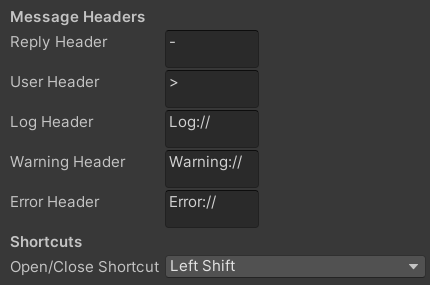 Message Headers
Reply Header -
User Header >
Log Header Log://
Warning Header Warning://
Error Header Error://
Shortcuts
Open/Close Shortcut Left Shift